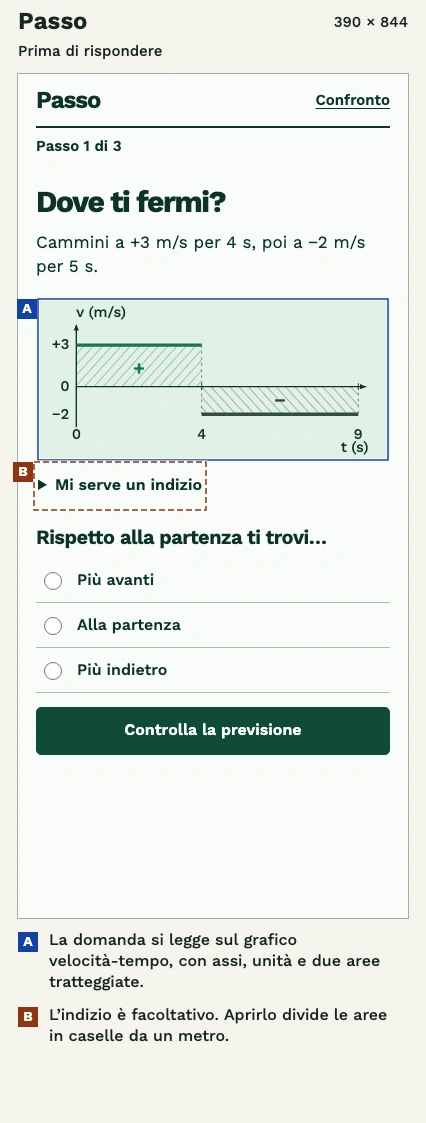 Passo
390 × 844
Prima di rispondere
Passo
Confronto
Passo 1 di 3
Dove ti fermi?
Cammini a +3 m/s per 4 s, poi a −2 m/s
per 5 s.
A
v (m/s)
+3
+
0
−
−2
0
4
9
t (s)
B
Mi serve un indizio
Rispetto alla partenza ti trovi…
Più avanti
Alla partenza
Più indietro
Controlla la previsione
A
La domanda si legge sul grafico
velocità-tempo, con assi, unità e due aree
tratteggiate.
B
L’indizio è facoltativo. Aprirlo divide le aree
in caselle da un metro.